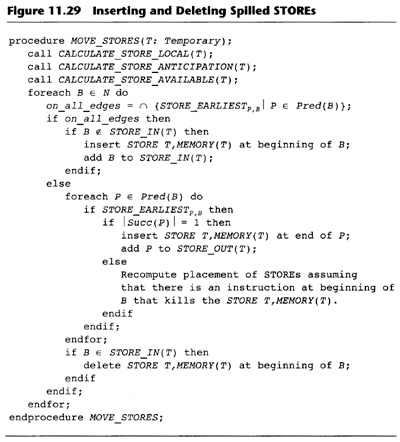 Figure 11.29 Inserting and Deleting Spilled STOREs
procedure MOVE_STORES(T: Temporary);
call CALCULATE_STORE_LOCAL(T);
call CALCULATE_STORE_ANTICIPATION(T);
call CALCULATE_STORE_AVAILABLE(T);
foreach B ∈ N do
on_all_edges = ∩ {STORE_EARLIEST_P,B | P ∈ Pred(B)};
if on_all_edges then
if B ∉ STORE_IN(T) then
insert STORE T,MEMORY(T) at beginning of B;
add B to STORE_IN(T);
endif;
else
foreach P ∈ Pred(B) do
if STORE_EARLIEST_P,B then
if |Succ(P)| = 1 then
insert STORE T,MEMORY(T) at end of P;
add P to STORE_OUT(T);
else
Recompute placement of STOREs assuming
that there is an instruction at beginning of
B that kills the STORE T,MEMORY(T).
endif
endif;
endfor;
if B ∈ STORE_IN(T) then
delete STORE T,MEMORY(T) at beginning of B;
endif
endif;
endfor;
endprocedure MOVE_STORES;